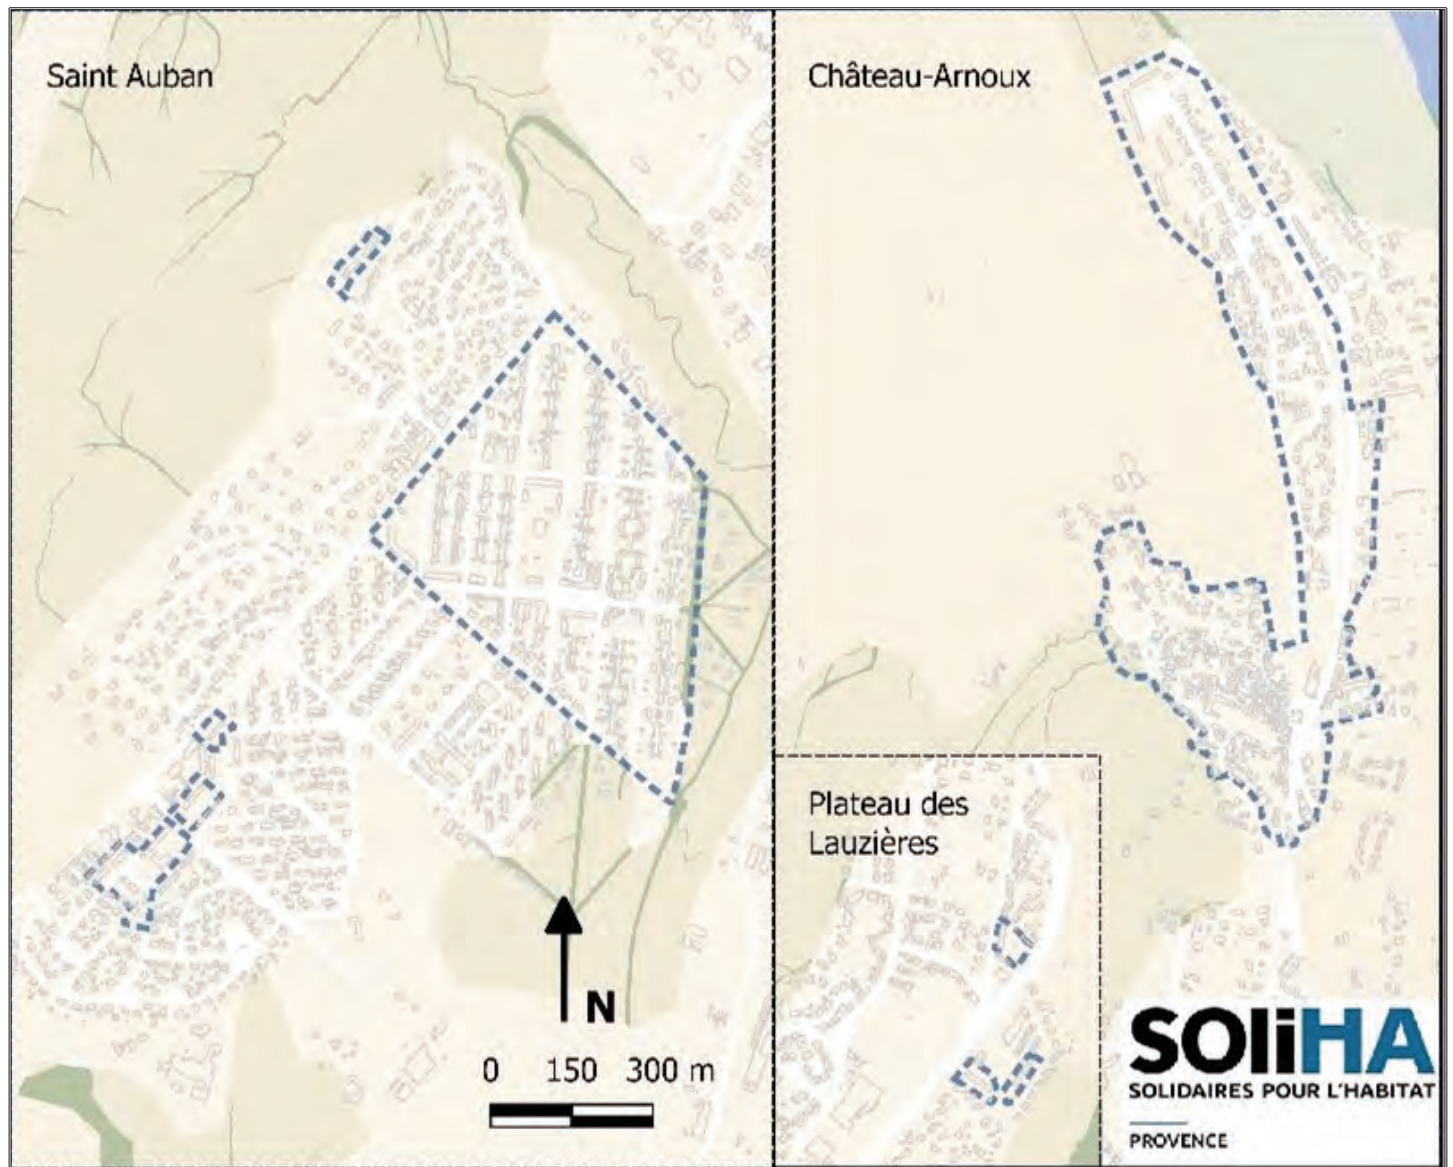 Saint Auban
Château-Arnoux
Plateau des
Lauzières
N
0 150 300 m
SOliHA
SOLIDAIRES POUR L'HABITAT
PROVENCE